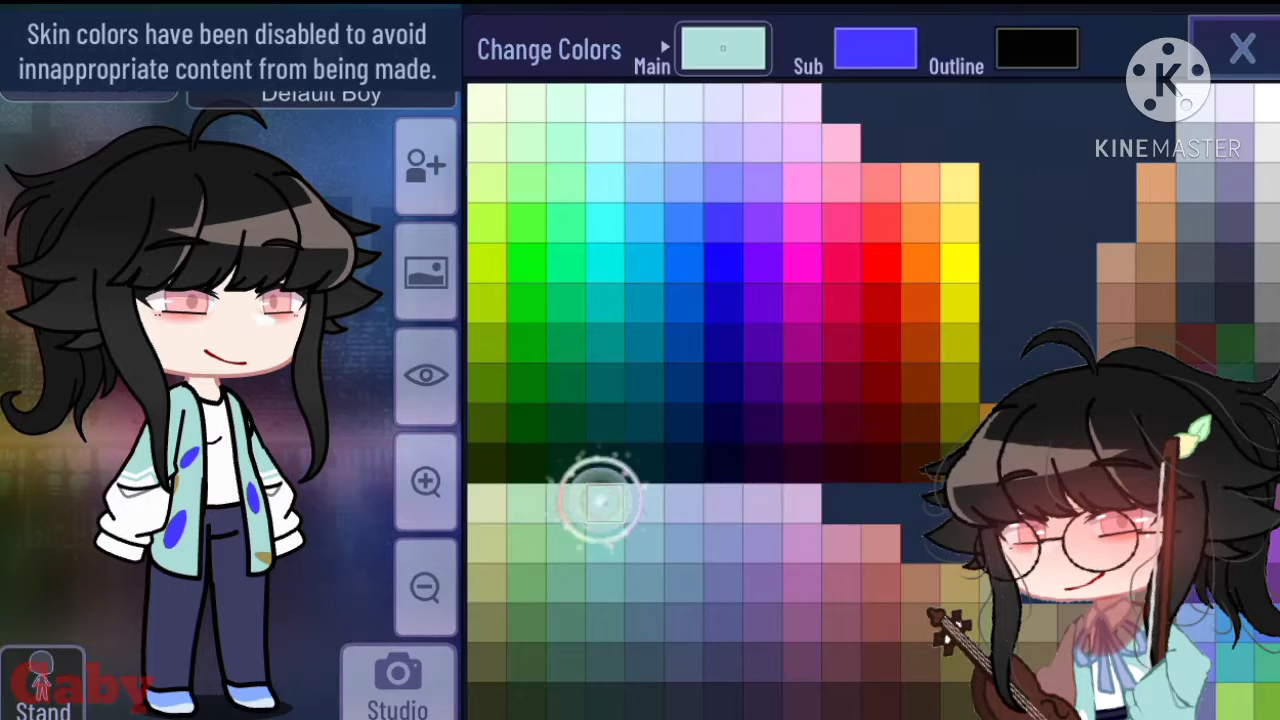 Skin colors have been disabled to avoid
innappropriate content from being made.
Default Boy
Change Colors
Main
Sub
Outline
X
K
KINEMASTER
Gaby
Stand
Studio